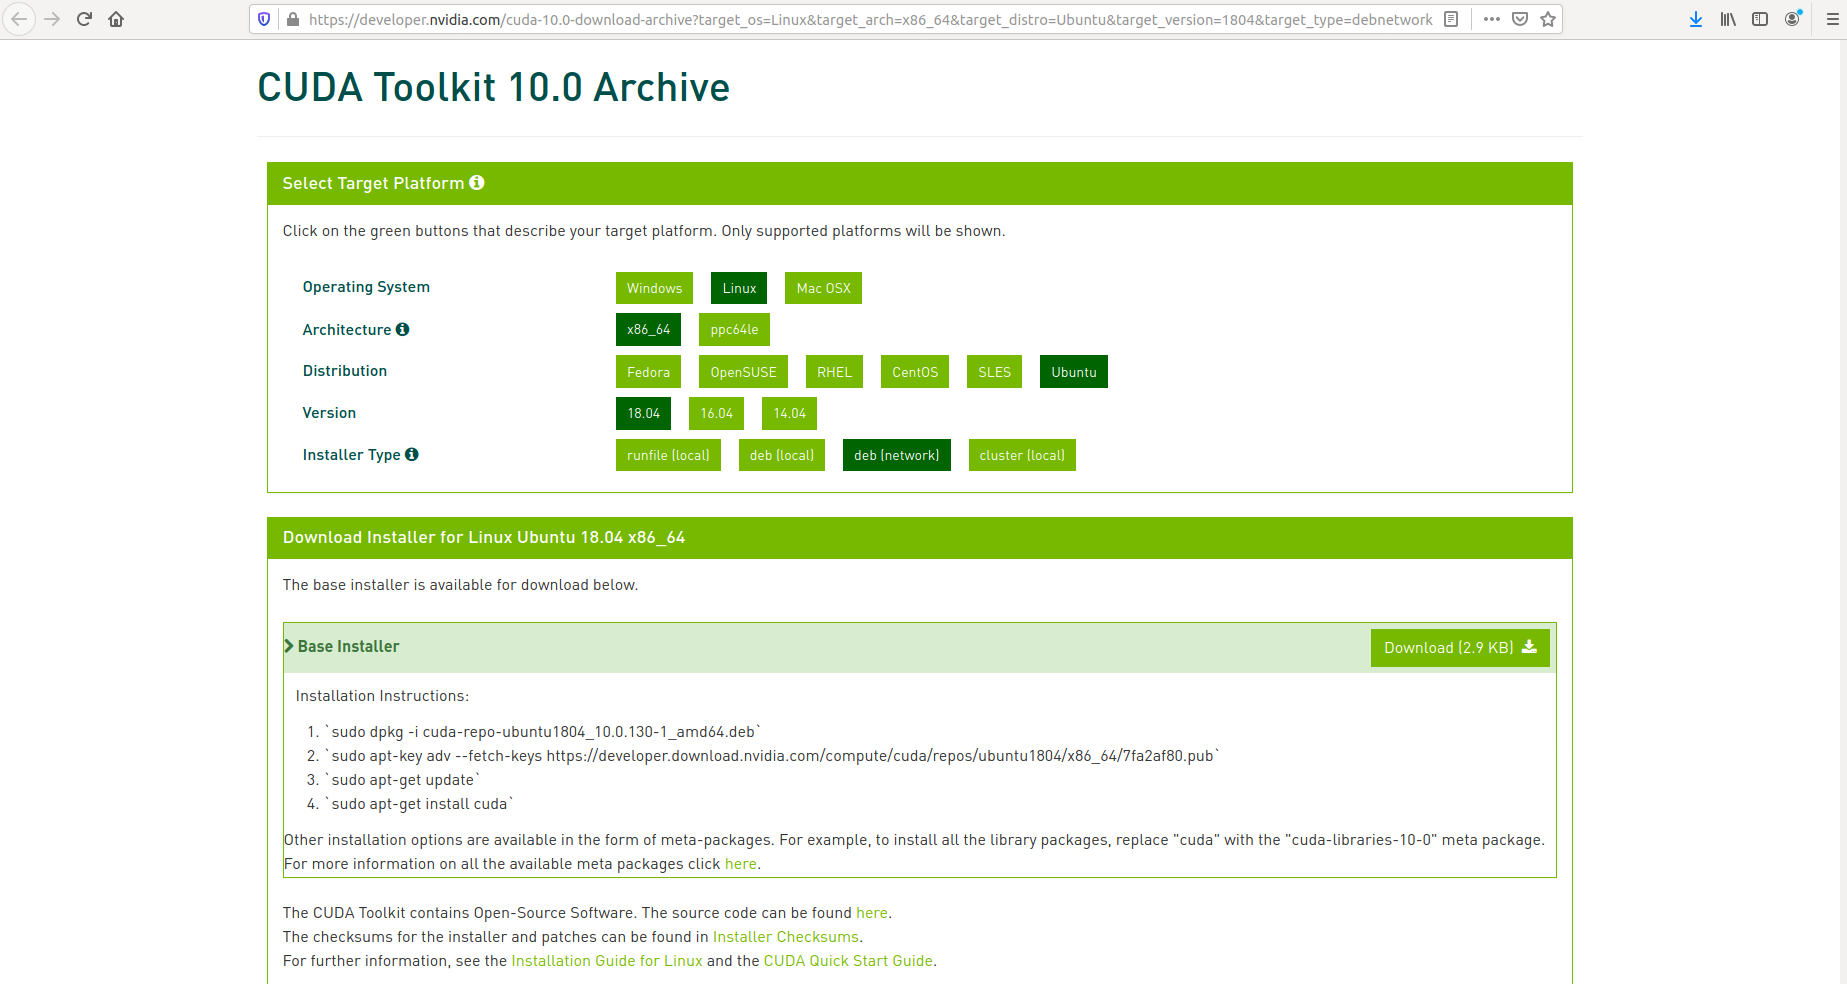 https://developer.nvidia.com/cuda-10.0-download-archive?target_os=Linux&target_arch=x86_64&target_distro=Ubuntu&target_version=1804&target_type=debnetwork
CUDA Toolkit 10.0 Archive
Select Target Platform
Click on the green buttons that describe your target platform. Only supported platforms will be shown.
Operating System Windows Linux Mac OSX
Architecture x86_64 ppc64le
Distribution Fedora OpenSUSE RHEL CentOS SLES Ubuntu
Version 18.04 16.04 14.04
Installer Type runfile (local) deb (local) deb (network) cluster (local)
Download Installer for Linux Ubuntu 18.04 x86_64
The base installer is available for download below.
Base Installer Download (2.9 KB)
Installation Instructions:
1. `sudo dpkg -i cuda-repo-ubuntu1804_10.0.130-1_amd64.deb`
2. `sudo apt-key adv --fetch-keys https://developer.download.nvidia.com/compute/cuda/repos/ubuntu1804/x86_64/7fa2af80.pub`
3. `sudo apt-get update`
4. `sudo apt-get install cuda`
Other installation options are available in the form of meta-packages. For example, to install all the library packages, replace "cuda" with the "cuda-libraries-10-0" meta package.
For more information on all the available meta packages click here.
The CUDA Toolkit contains Open-Source Software. The source code can be found here.
The checksums for the installer and patches can be found in Installer Checksums.
For further information, see the Installation Guide for Linux and the CUDA Quick Start Guide.